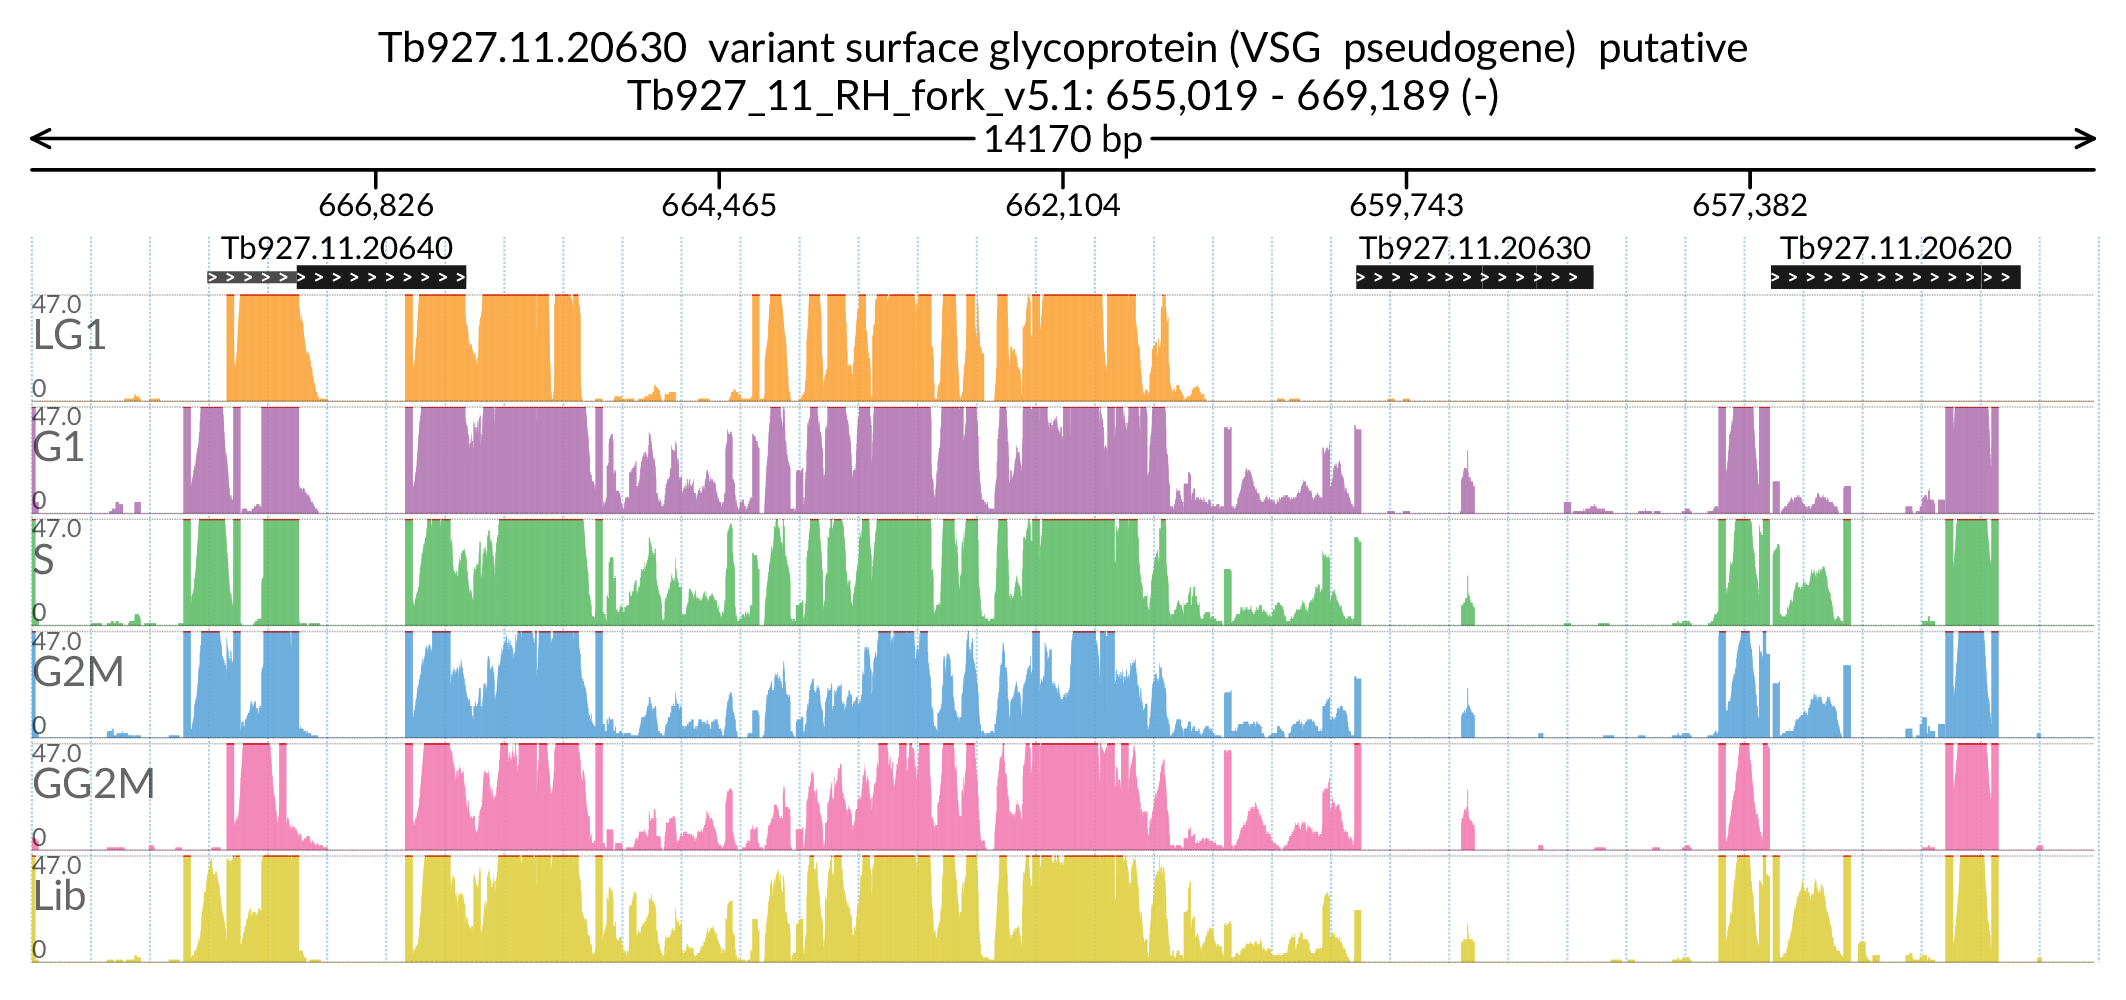 Tb927.11.20630  variant surface glycoprotein (VSG  pseudogene)  putative
Tb927_11_RH_fork_v5.1: 655,019 - 669,189 (-)
14170 bp
666,826 664,465 662,104 659,743 657,382
Tb927.11.20640 Tb927.11.20630 Tb927.11.20620
47.0
LG1
0
47.0
G1
0
47.0
S
0
47.0
G2M
0
47.0
GG2M
0
47.0
Lib
0